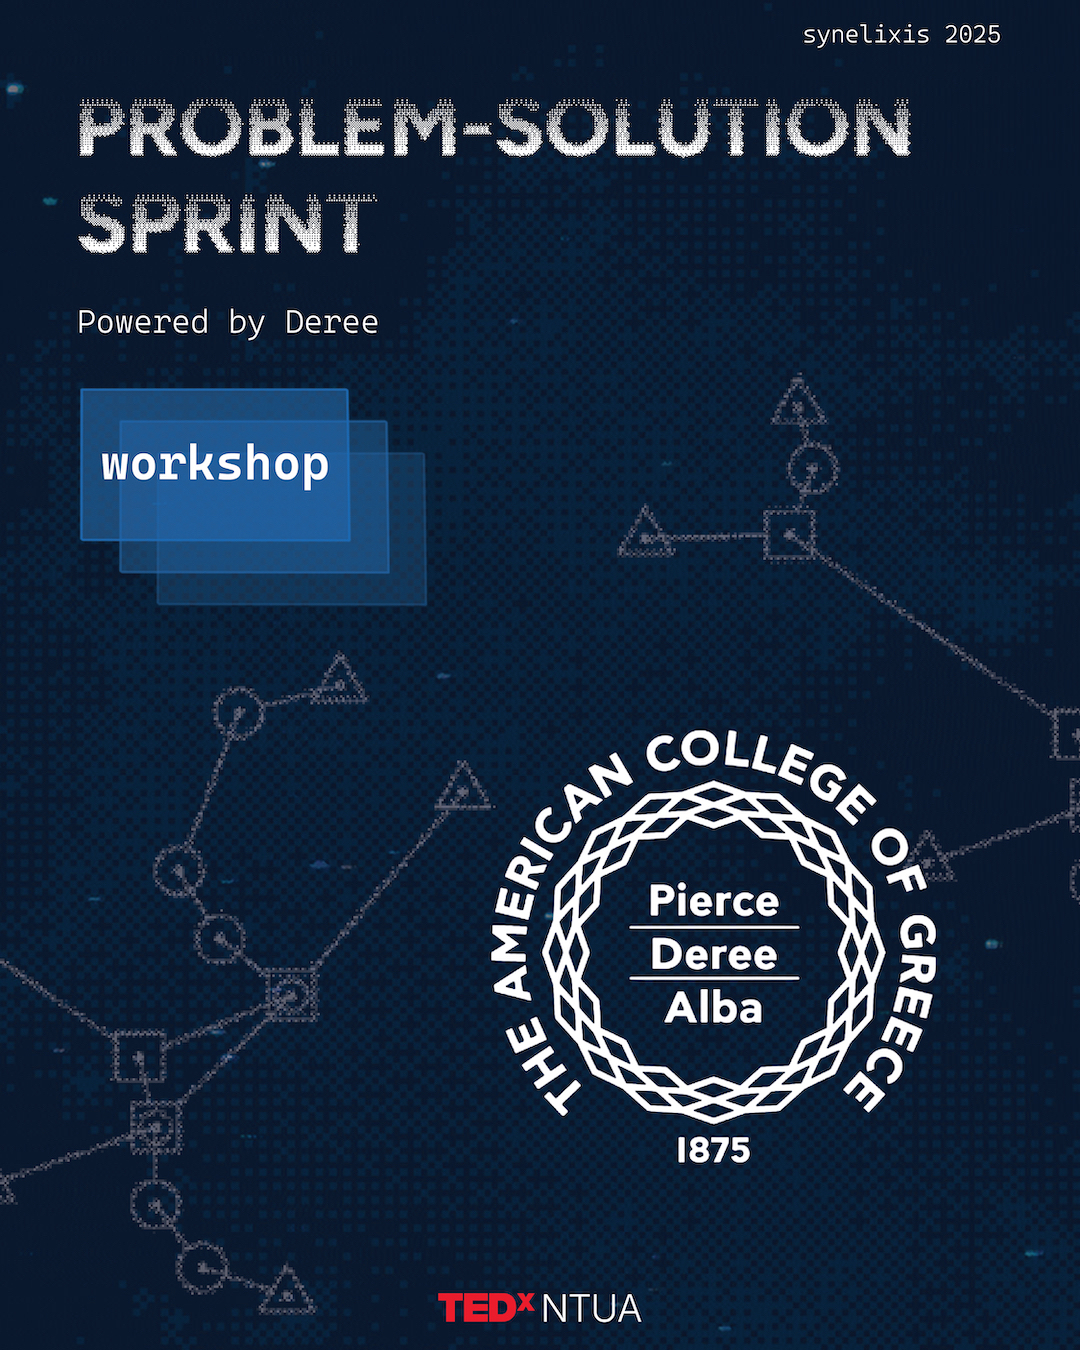 synelixis 2025
PROBLEM-SOLUTION
SPRINT
Powered by Deree
workshop
THE AMERICAN COLLEGE OF GREECE
Pierce
Deree
Alba
1875
TEDx NTUA